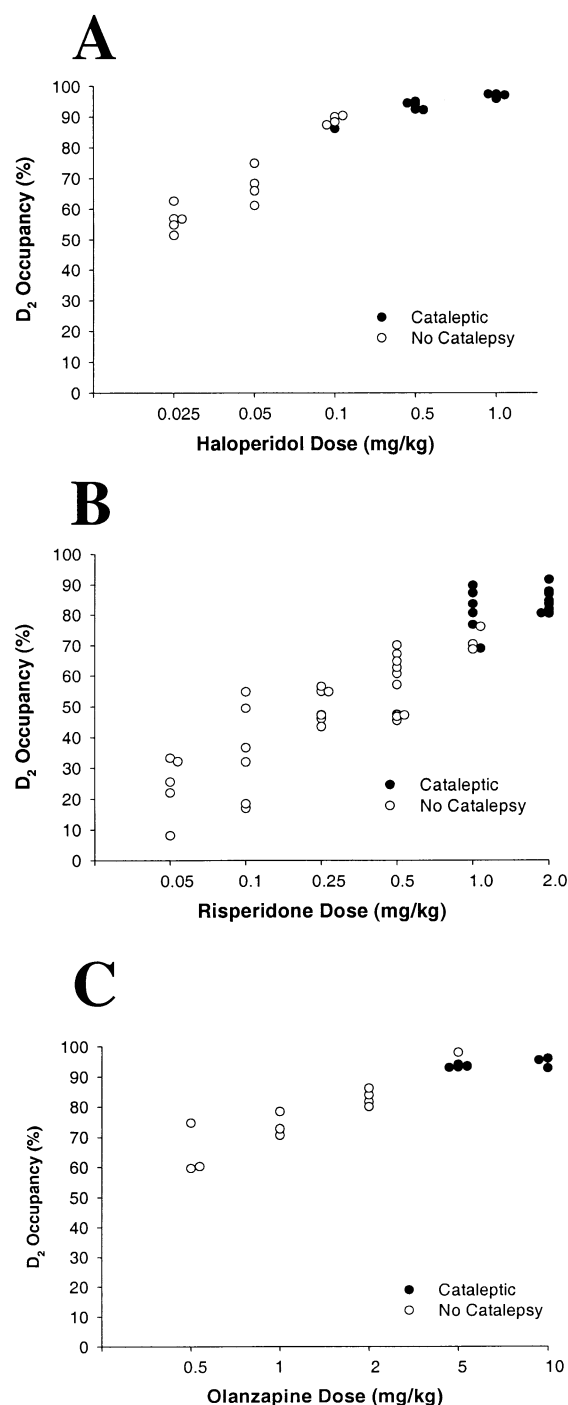 A
100
90
80
70
60
50
40
30
20
10
0
D2 Occupancy (%)
Cataleptic
No Catalepsy
0.025 0.05 0.1 0.5 1.0
Haloperidol Dose (mg/kg)
B
100
90
80
70
60
50
40
30
20
10
0
D2 Occupancy (%)
Cataleptic
No Catalepsy
0.05 0.1 0.25 0.5 1.0 2.0
Risperidone Dose (mg/kg)
C
100
90
80
70
60
50
40
30
20
10
0
D2 Occupancy (%)
Cataleptic
No Catalepsy
0.5 1 2 5 10
Olanzapine Dose (mg/kg)